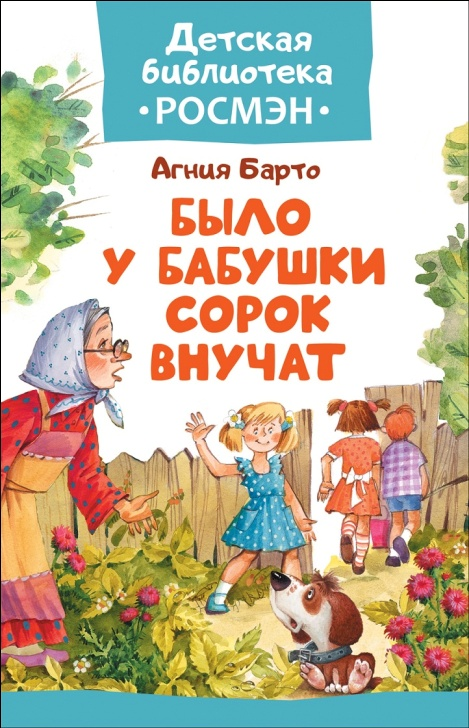 Детская
библиотека
• РОСМЭН •
Агния Барто
БЫЛО
У БАБУШКИ
СОРОК
ВНУЧАТ